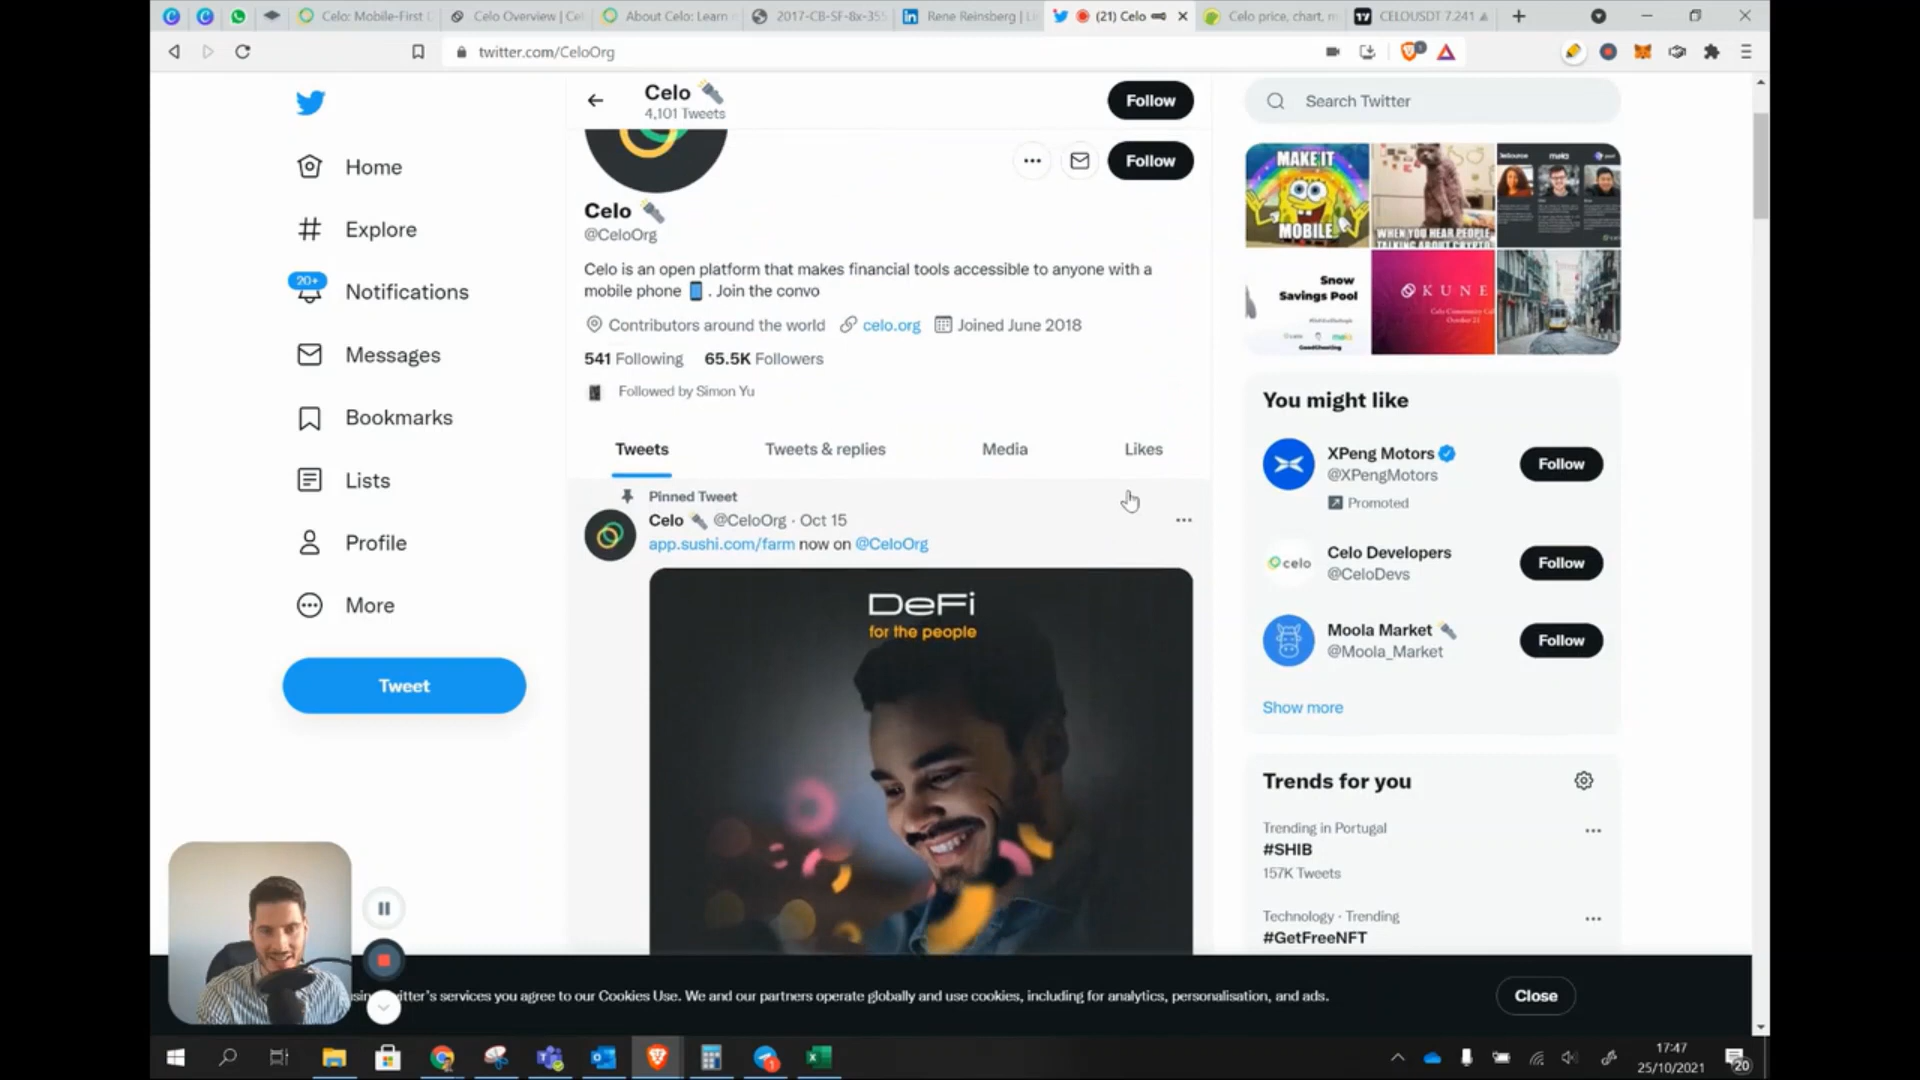 Celo: Mobile-First
Celo Overview | Cel
About Celo: Learn
2017-CB-SF-8x-35
Rene Reinsberg | Li
(21) Celo
Celo price, chart, m
CELOUSDT 7.241
twitter.com/CeloOrg
Celo
4,101 Tweets
Follow
Search Twitter
Home
Explore
20+
Notifications
Messages
Bookmarks
Lists
Profile
More
Tweet
Follow
Celo
@CeloOrg
Celo is an open platform that makes financial tools accessible to anyone with a
mobile phone . Join the convo
Contributors around the world celo.org Joined June 2018
541 Following 65.5K Followers
Followed by Simon Yu
Tweets Tweets & replies Media Likes
Pinned Tweet
Celo @CeloOrg · Oct 15
app.sushi.com/farm now on @CeloOrg
DeFi
for the people
MAKE IT
MOBILE
WHEN YOU HEAR PEOPLE
TALKING ABOUT CRYPTO
Snow
Savings Pool
KUNE
You might like
XPeng Motors
@XPengMotors
Promoted
Follow
celo
Celo Developers
@CeloDevs
Follow
Moola Market
@Moola_Market
Follow
Show more
Trends for you
Trending in Portugal
#SHIB
157K Tweets
Technology · Trending
#GetFreeNFT
itter's services you agree to our Cookies Use. We and our partners operate globally and use cookies, including for analytics, personalisation, and ads.
Close
17:47
25/10/2021
20